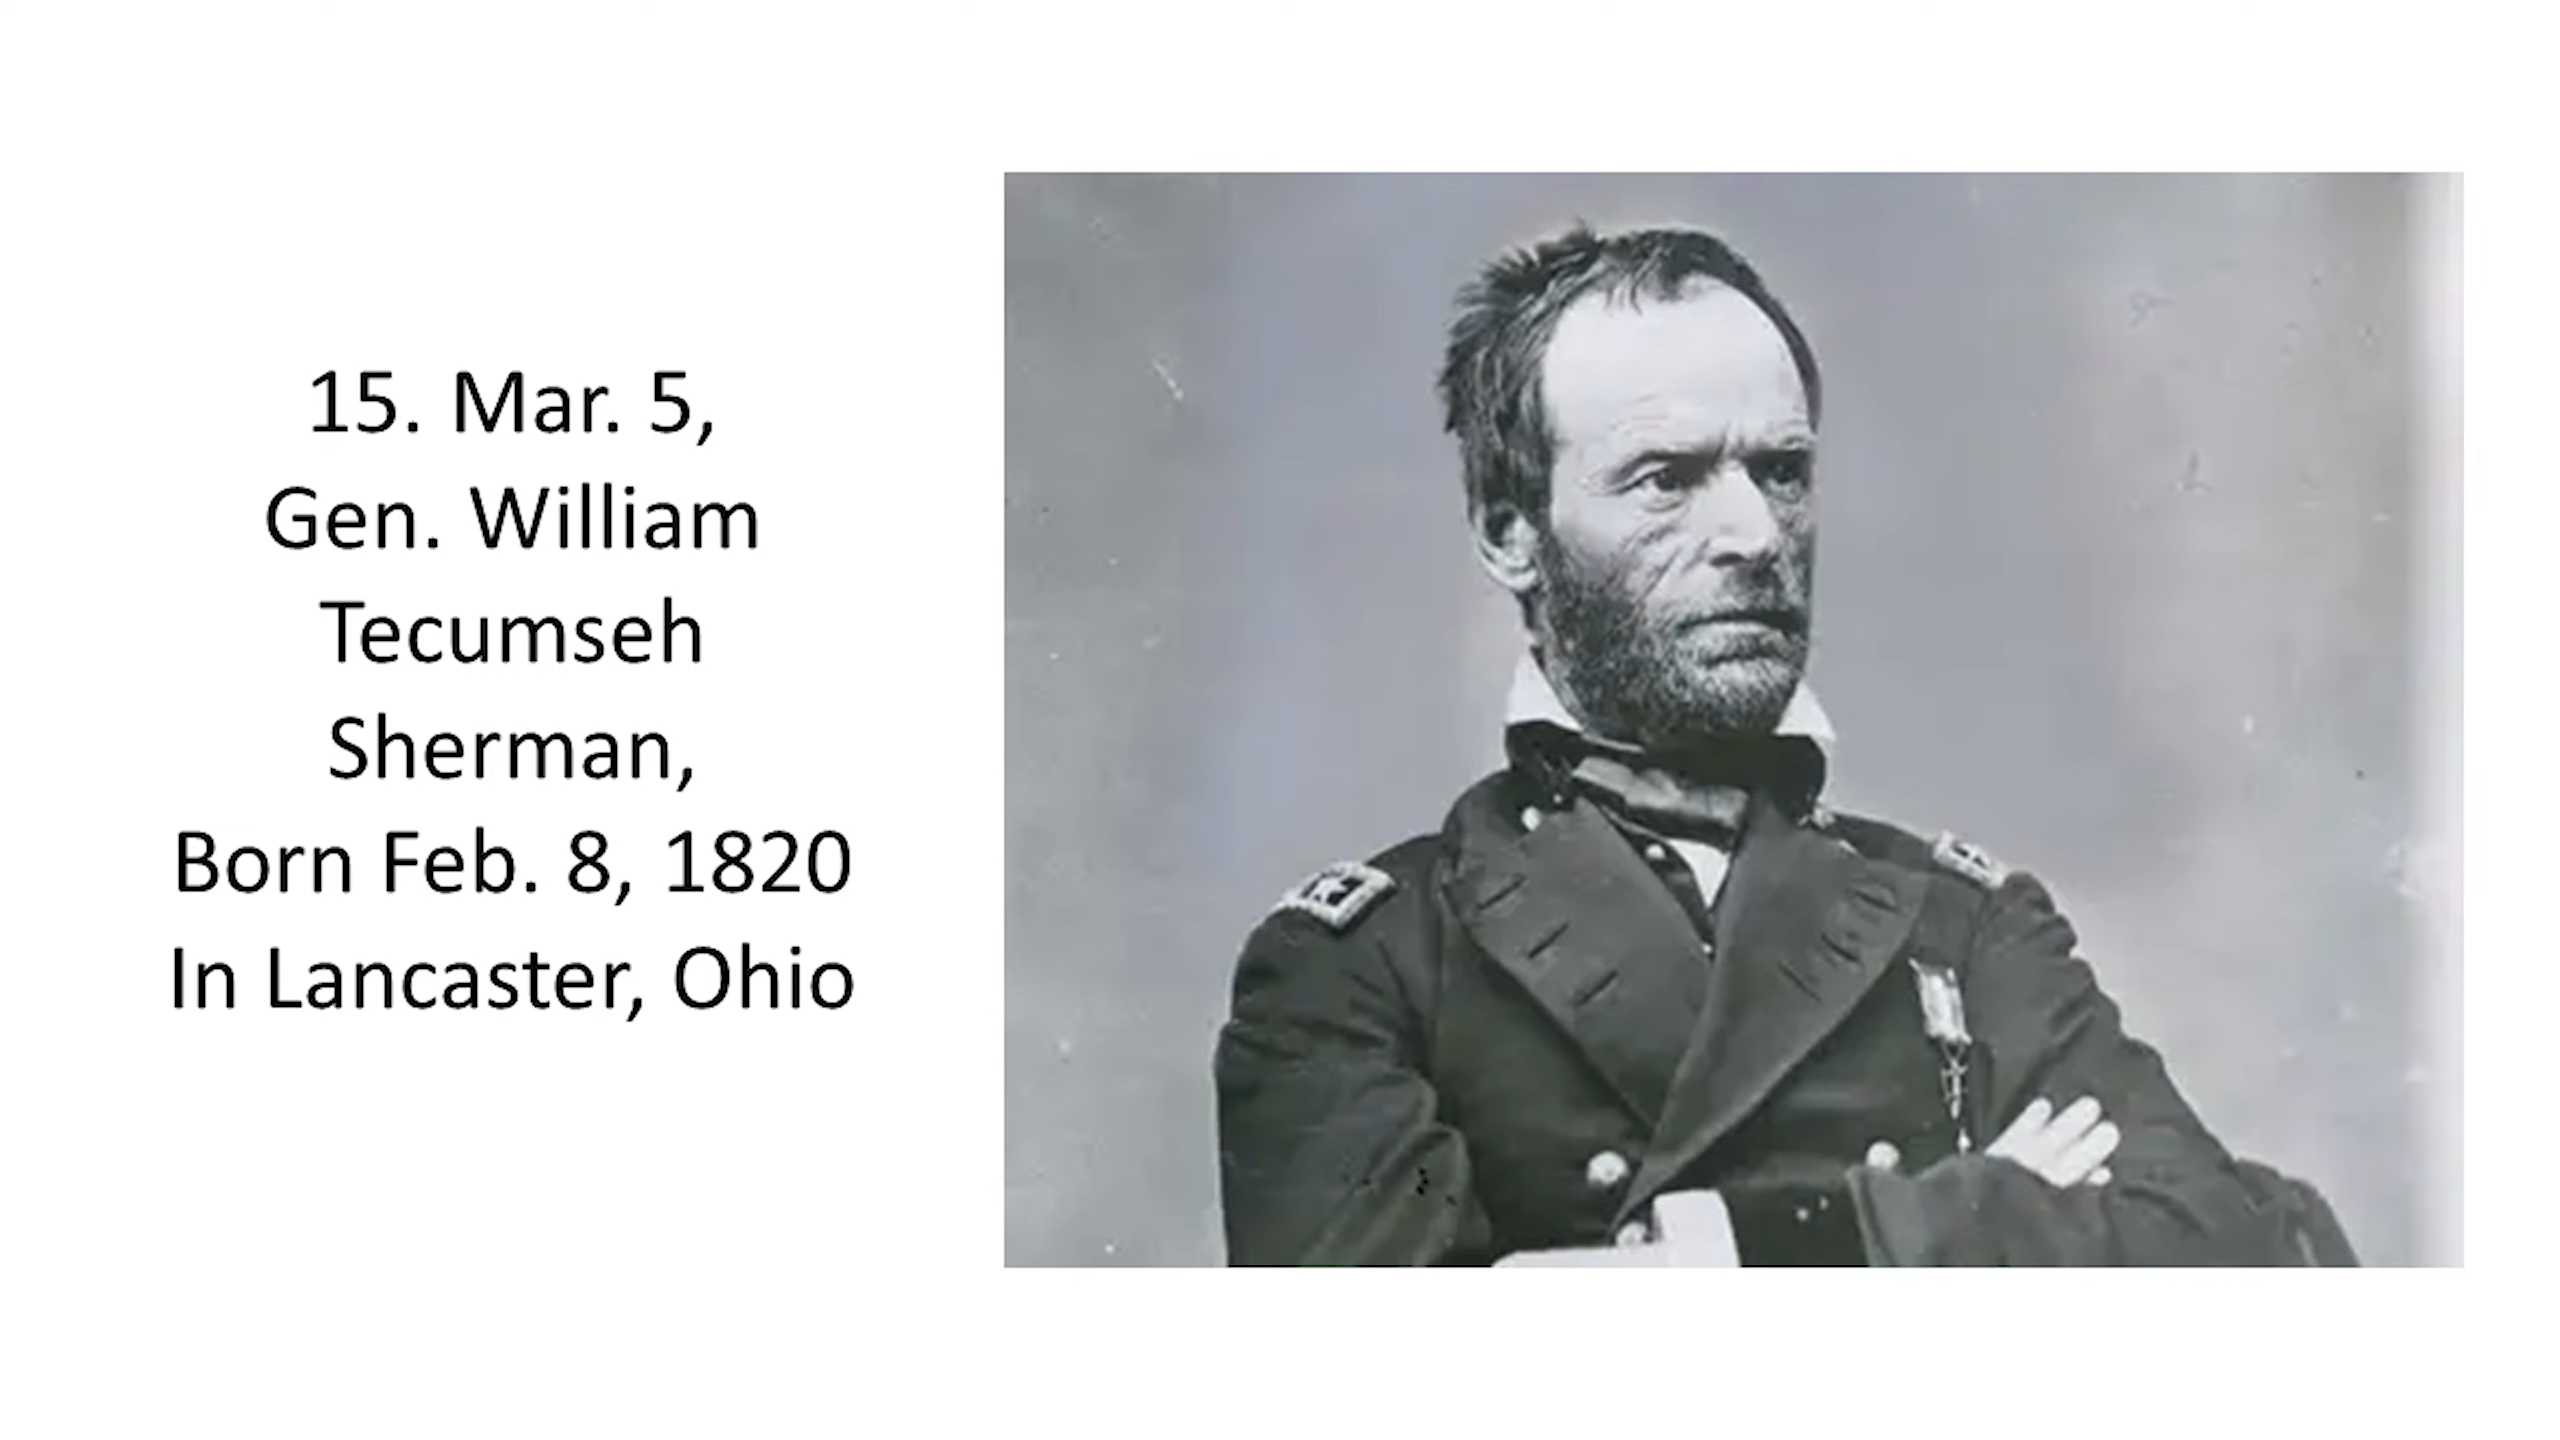 15. Mar. 5,
Gen. William
Tecumseh
Sherman,
Born Feb. 8, 1820
In Lancaster, Ohio